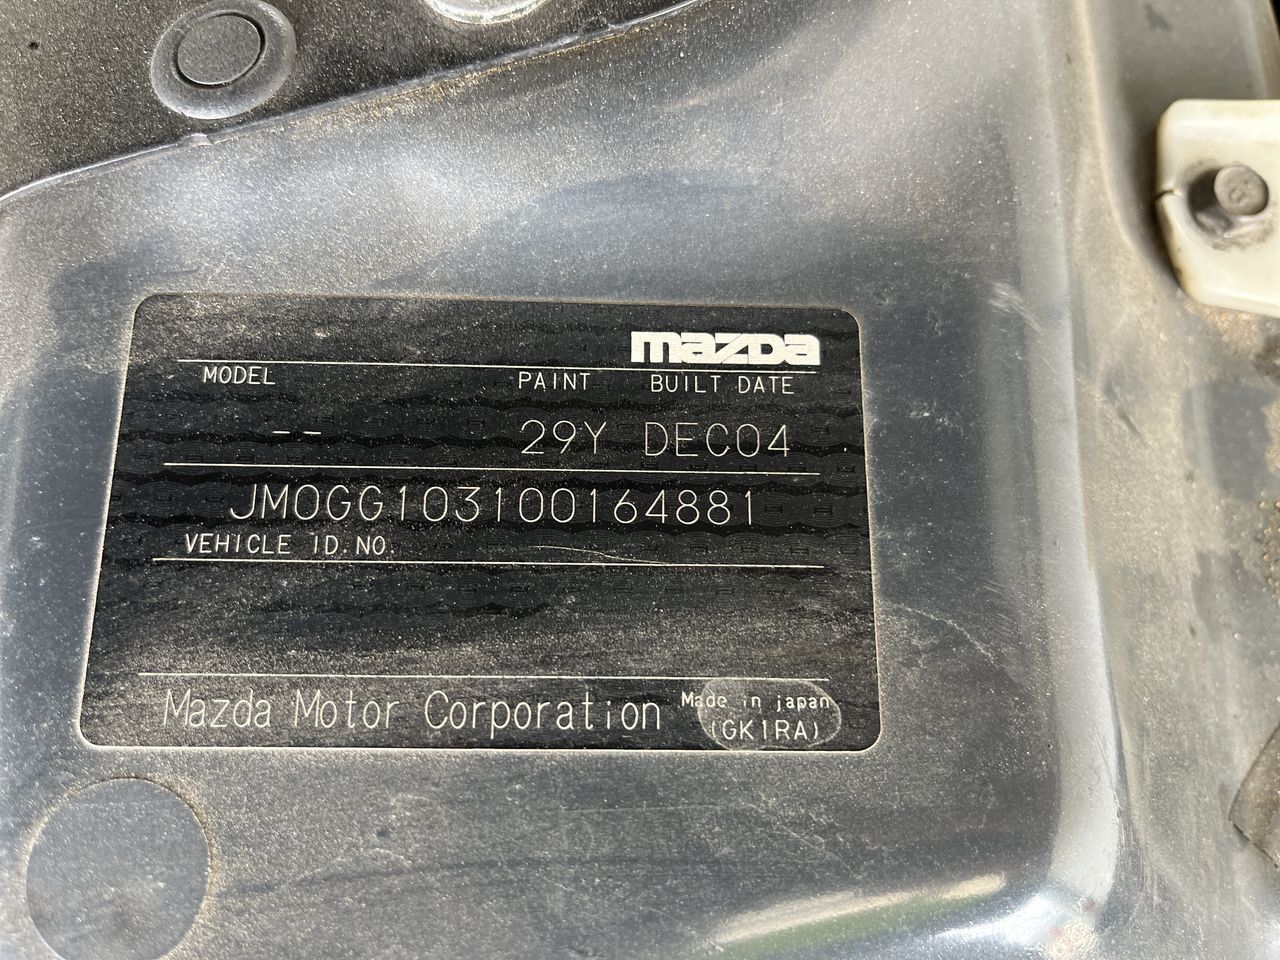 mazda
MODEL PAINT BUILT DATE
-- 29Y DEC04
JM0GG103100164881
VEHICLE ID.NO.
Mazda Motor Corporation Made in japan
(GK1RA)